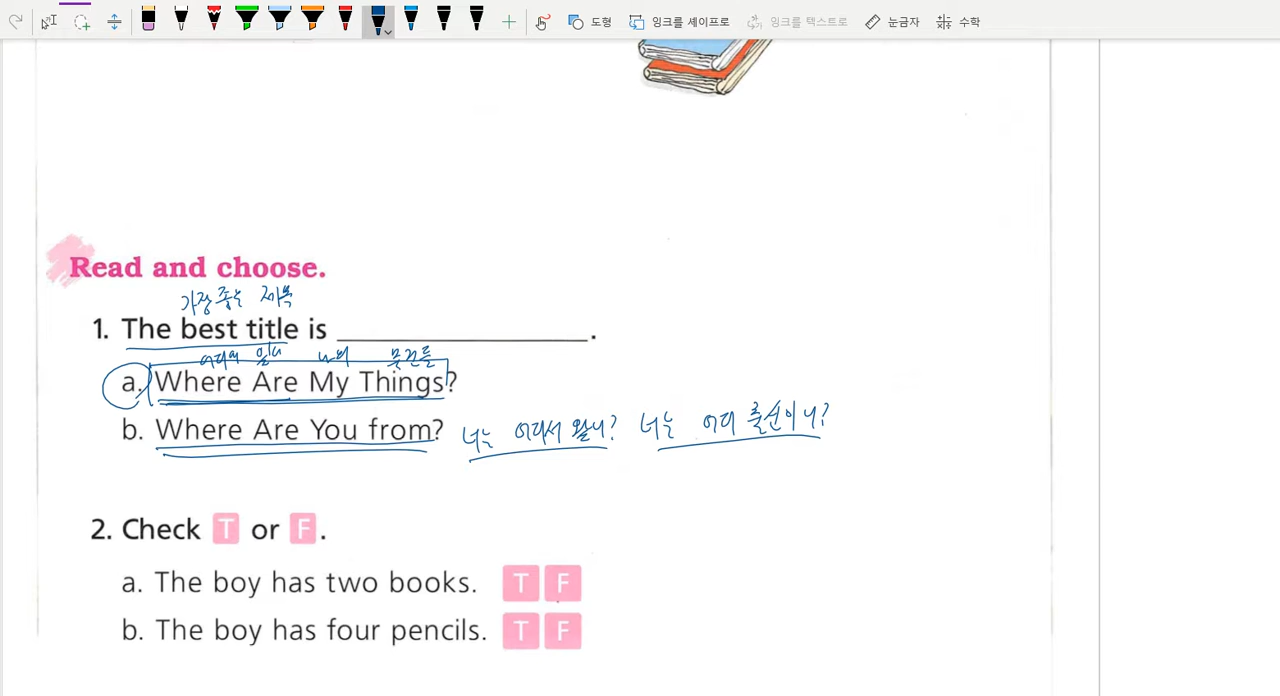 도형 잉크를 셰이프로 잉크를 텍스트로 눈금자 수학
Read and choose.
가장 좋은 제목
1. The best title is ____________________.
어디에 있니 나의 물건들
a. Where Are My Things?
b. Where Are You from? 너는 어디서 왔니? 너는 어디 출신이니?
2. Check T or F.
a. The boy has two books. T F
b. The boy has four pencils. T F